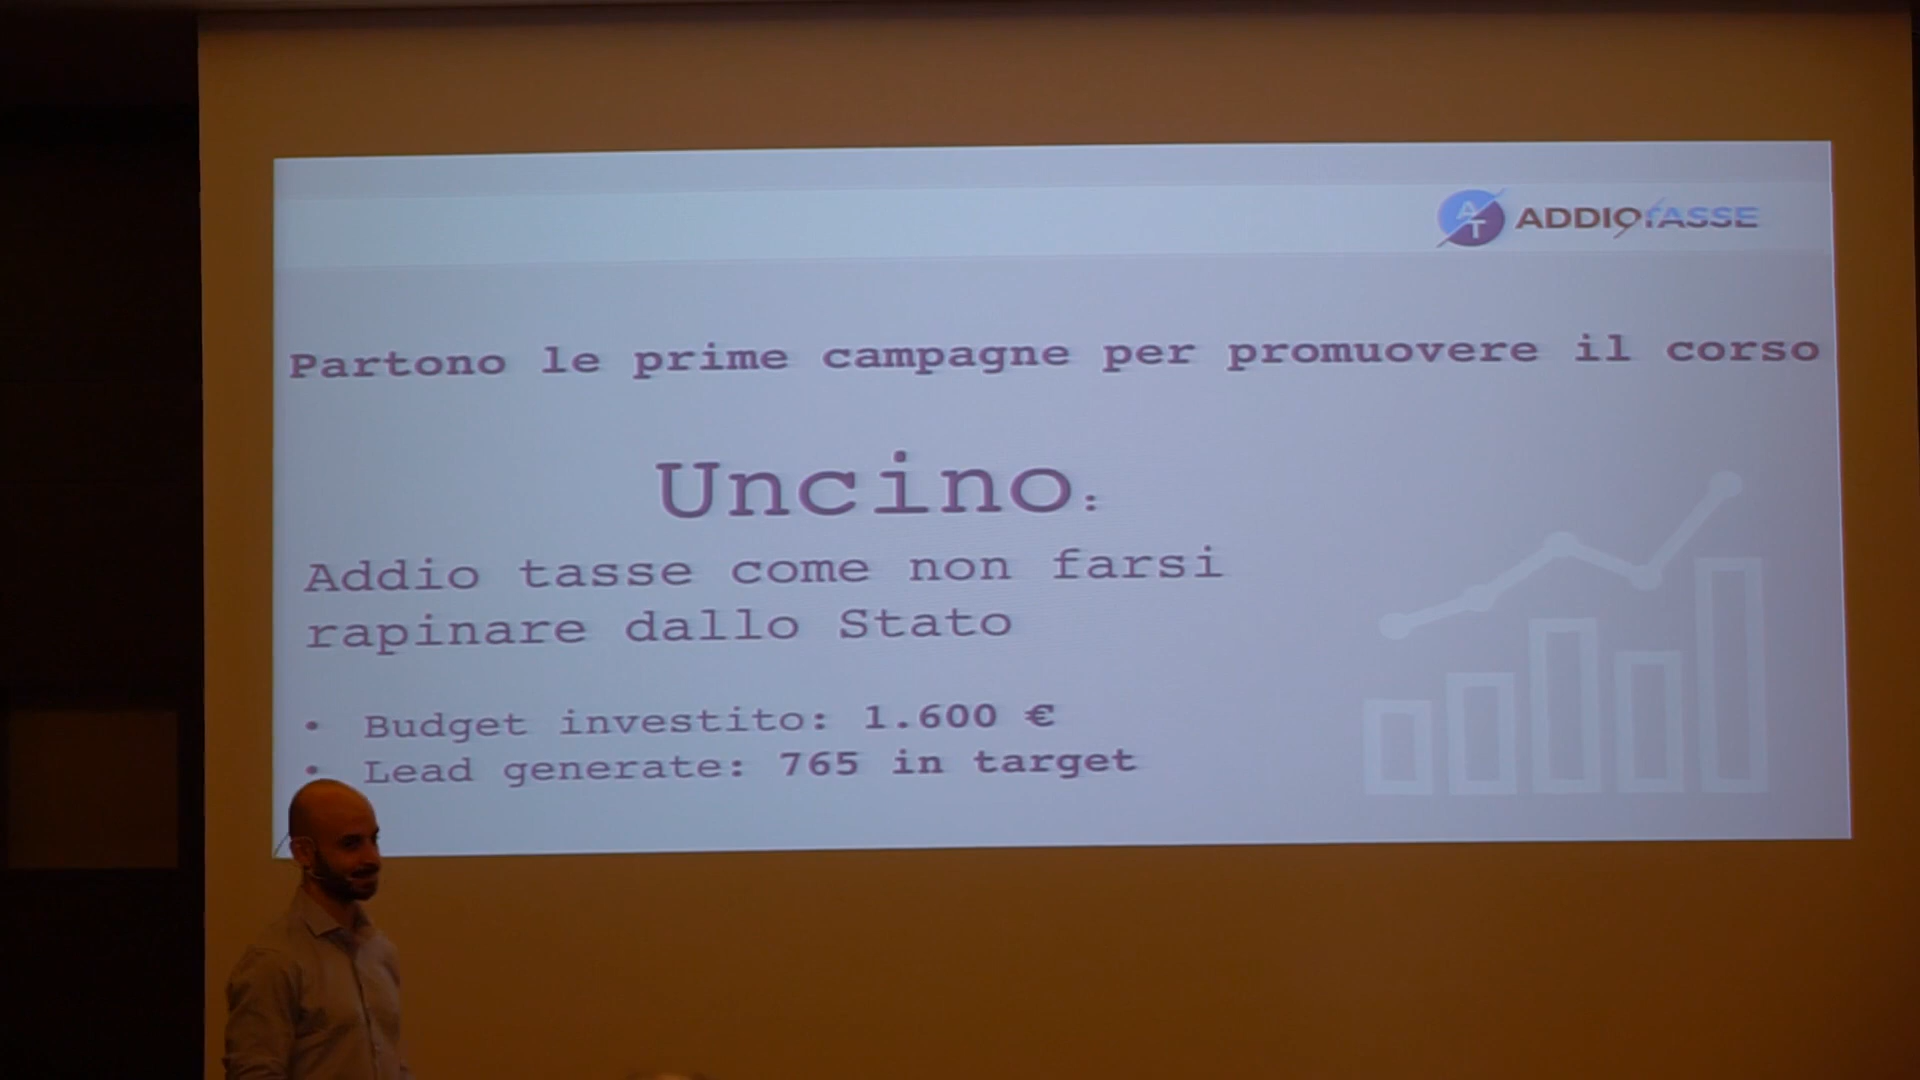 AT ADDIOTASSE
Partono le prime campagne per promuovere il corso
Uncino:
Addio tasse come non farsi
rapinare dallo Stato
• Budget investito: 1.600 €
• Lead generate: 765 in target